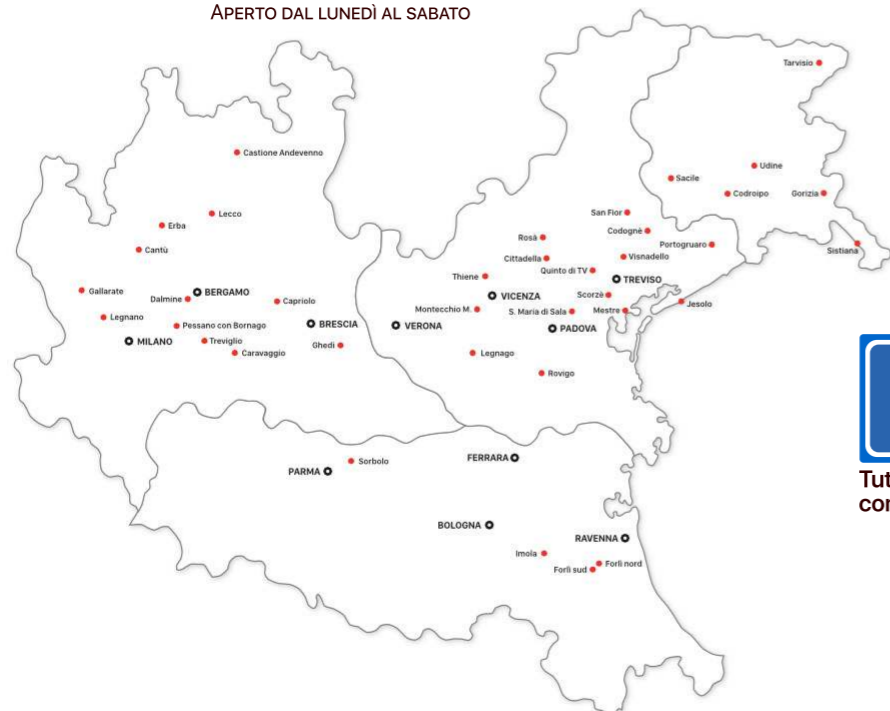 APERTO DAL LUNEDÌ AL SABATO
Tarvisio
Castione Andevenno
Udine
Sacile
Codroipo
Gorizia
Lecco
San Fior
Erba
Codognè
Rosà
Portogruaro
Cantù
Sistiana
Cittadella
Visnadello
Quinto di TV
Thiene
TREVISO
Gallarate
BERGAMO
Dalmine
Capriolo
VICENZA
Scorzè
Jesolo
Montecchio M.
S. Maria di Sala
Mestre
Legnano
Pessano con Bornago
BRESCIA
VERONA
PADOVA
MILANO
Treviglio
Ghedi
Caravaggio
Legnago
Rovigo
Sorbolo
FERRARA
PARMA
Tut
con
BOLOGNA
RAVENNA
Imola
Forlì nord
Forlì sud